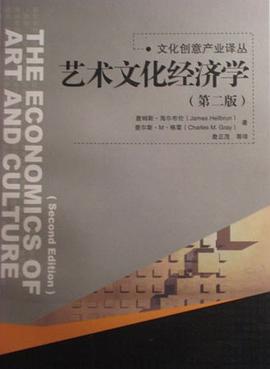 • 文化创意产业译丛
艺术文化经济学
(第二版)
詹姆斯·海尔布伦 (James Heilbrun)
查尔斯·M·格雷 (Charles M. Gray) 著
詹正茂 等译
THE ECONOMICS OF
ART AND CULTURE
(Second Edition)